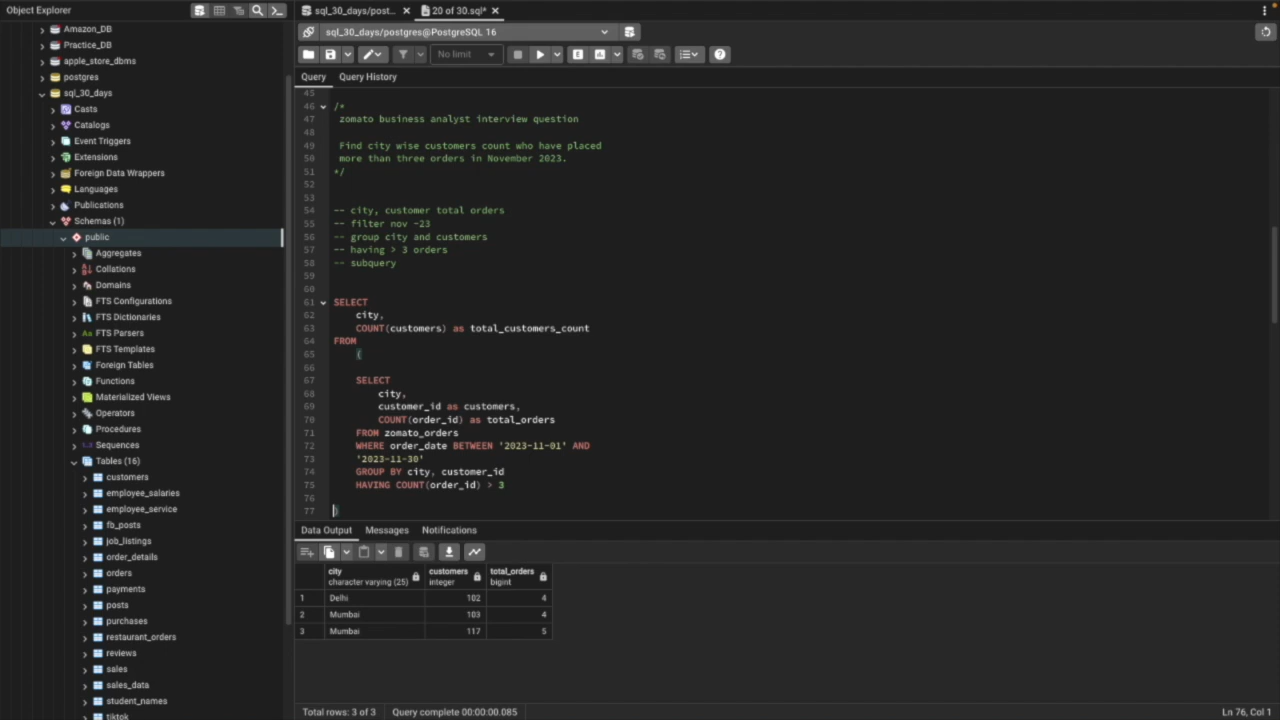 Object Explorer
Amazon_DB
Practice_DB
apple_store_dbms
postgres
sql_30_days
Casts
Catalogs
Event Triggers
Extensions
Foreign Data Wrappers
Languages
Publications
Schemas (1)
public
Aggregates
Collations
Domains
FTS Configurations
FTS Dictionaries
Aa FTS Parsers
FTS Templates
Foreign Tables
Functions
Materialized Views
Operators
Procedures
1..3 Sequences
Tables (16)
customers
employee_salaries
employee_service
fb_posts
job_listings
order_details
orders
payments
posts
purchases
restaurant_orders
reviews
sales
sales_data
student_names
tiktok
sql_30_days/post...
20 of 30.sql*
sql_30_days/postgres@PostgreSQL 16
No limit
Query
Query History
45
46 /*
47 zomato business analyst interview question
48
49 Find city wise customers count who have placed
50 more than three orders in November 2023.
51 */
52
53
54 -- city, customer total orders
55 -- filter nov -23
56 -- group city and customers
57 -- having > 3 orders
58 -- subquery
59
60
61 SELECT
62 city,
63 COUNT(customers) as total_customers_count
64 FROM
65 (
66
67 SELECT
68 city,
69 customer_id as customers,
70 COUNT(order_id) as total_orders
71 FROM zomato_orders
72 WHERE order_date BETWEEN '2023-11-01' AND
73 '2023-11-30'
74 GROUP BY city, customer_id
75 HAVING COUNT(order_id) > 3
76
77 )
Data Output
Messages
Notifications
city customers total_orders
character varying (25) integer bigint
1 Delhi 102 4
2 Mumbai 103 4
3 Mumbai 117 5
Total rows: 3 of 3
Query complete 00:00:00.085
Ln 76, Col 1